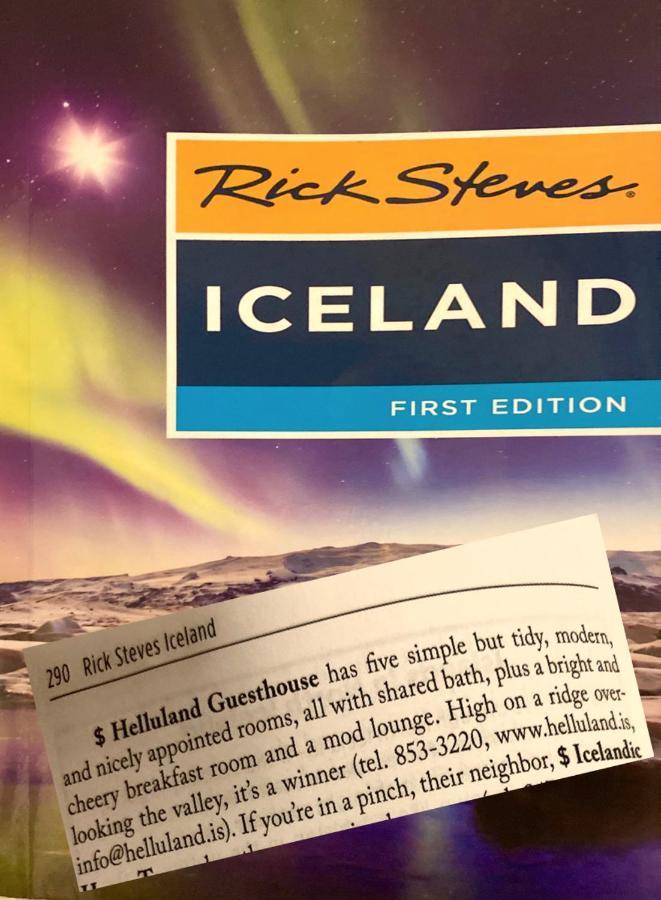 Rick Steves®
ICELAND
FIRST EDITION
290 Rick Steves Iceland
$ Helluland Guesthouse has five simple but tidy, modern,
and nicely appointed rooms, all with shared bath, plus a bright and
cheery breakfast room and a mod lounge. High on a ridge over-
looking the valley, it's a winner (tel. 853-3220, www.helluland.is,
info@helluland.is). If you're in a pinch, their neighbor, $ Icelandic